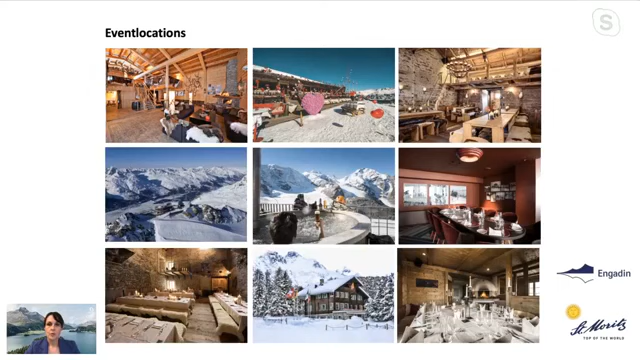 Eventlocations
Engadin
St. Moritz
TOP OF THE WORLD